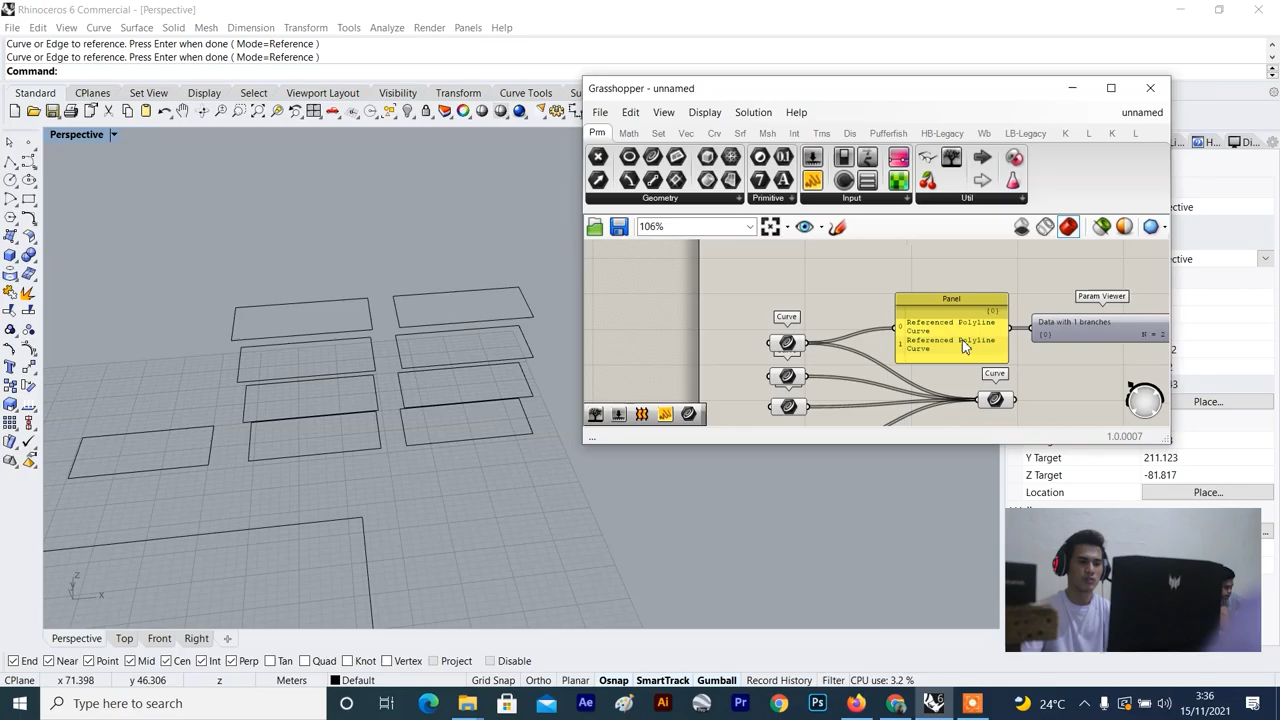 Rhinoceros 6 Commercial - [Perspective]
File Edit View Curve Surface Solid Mesh Dimension Transform Tools Analyze Render Panels Help
Curve or Edge to reference. Press Enter when done ( Mode=Reference )
Curve or Edge to reference. Press Enter when done ( Mode=Reference )
Command:
Standard CPlanes Set View Display Select Viewport Layout Visibility Transform Curve Tools
Perspective
Grasshopper - unnamed
File Edit View Display Solution Help unnamed
Prm Math Set Vec Crv Srf Msh Int Trns Dis Pufferfish HB-Legacy Wb LB-Legacy K L K L
Geometry Primitive Input Util
106%
Curve
Panel
{0}
0 Referenced Polyline Curve
1 Referenced Polyline Curve
Param Viewer
Data with 1 branches
{0} N = 2
Curve
...
1.0.0007
Place...
Y Target 211.123
Z Target -81.817
Location Place...
z
x
Perspective Top Front Right
End Near Point Mid Cen Int Perp Tan Quad Knot Vertex Project Disable
CPlane x 71.398 y 46.306 z Meters Default Grid Snap Ortho Planar Osnap SmartTrack Gumball Record History Filter CPU use: 3.2 %
Type here to search
24°C
3:36
15/11/2021